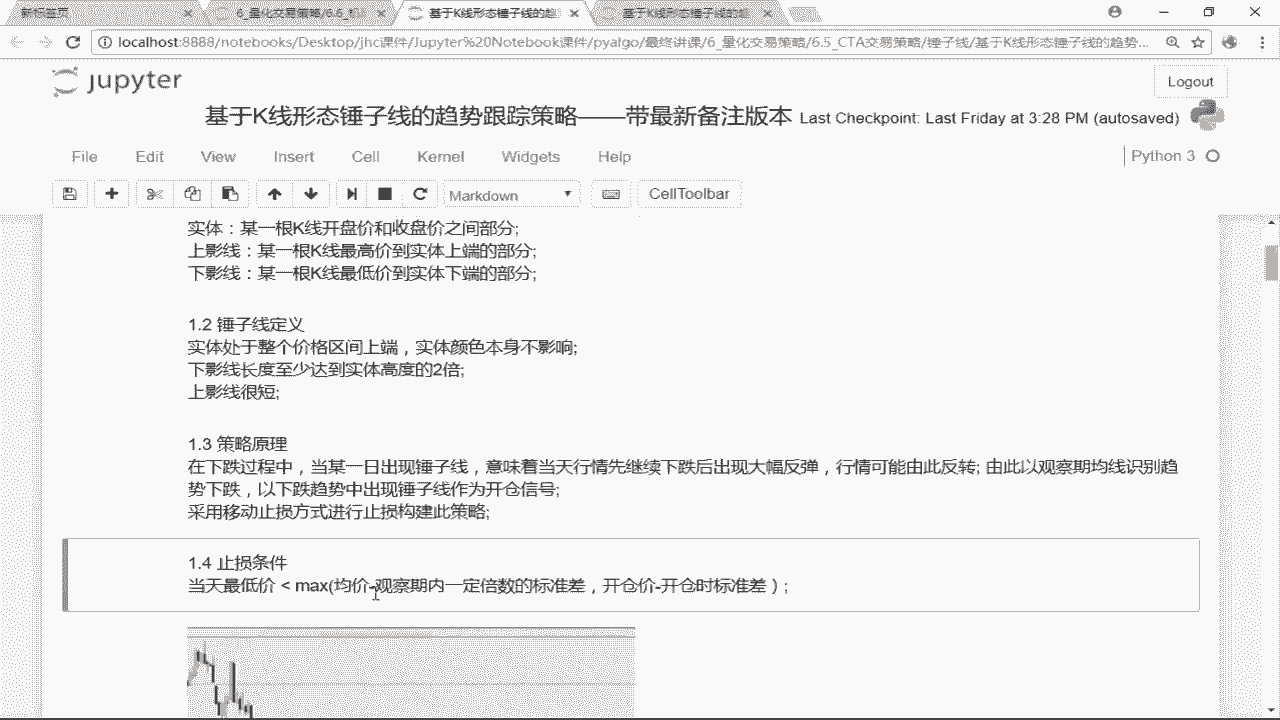 新标签页
6_量化交易策略/6.6_
基于K线形态锤子线的趋
基于K线形态锤子线的趋
localhost:8888/notebooks/Desktop/jhc课件/Jupyter%20Notebook课件/pyalgo/最终讲课/6_量化交易策略/6.5_CTA交易策略/锤子线/基于K线形态锤子线的趋势...
jupyter
Logout
基于K线形态锤子线的趋势跟踪策略——带最新备注版本 Last Checkpoint: Last Friday at 3:28 PM (autosaved)
File Edit View Insert Cell Kernel Widgets Help
Python 3
Markdown
CellToolbar
实体：某一根K线开盘价和收盘价之间部分;
上影线：某一根K线最高价到实体上端的部分;
下影线：某一根K线最低价到实体下端的部分;
1.2 锤子线定义
实体处于整个价格区间上端，实体颜色本身不影响;
下影线长度至少达到实体高度的2倍;
上影线很短;
1.3 策略原理
在下跌过程中，当某一日出现锤子线，意味着当天行情先继续下跌后出现大幅反弹，行情可能由此反转; 由此以观察期均线识别趋
势下跌，以下跌趋势中出现锤子线作为开仓信号;
采用移动止损方式进行止损构建此策略;
1.4 止损条件
当天最低价 < max(均价-观察期内一定倍数的标准差，开仓价-开仓时标准差）;